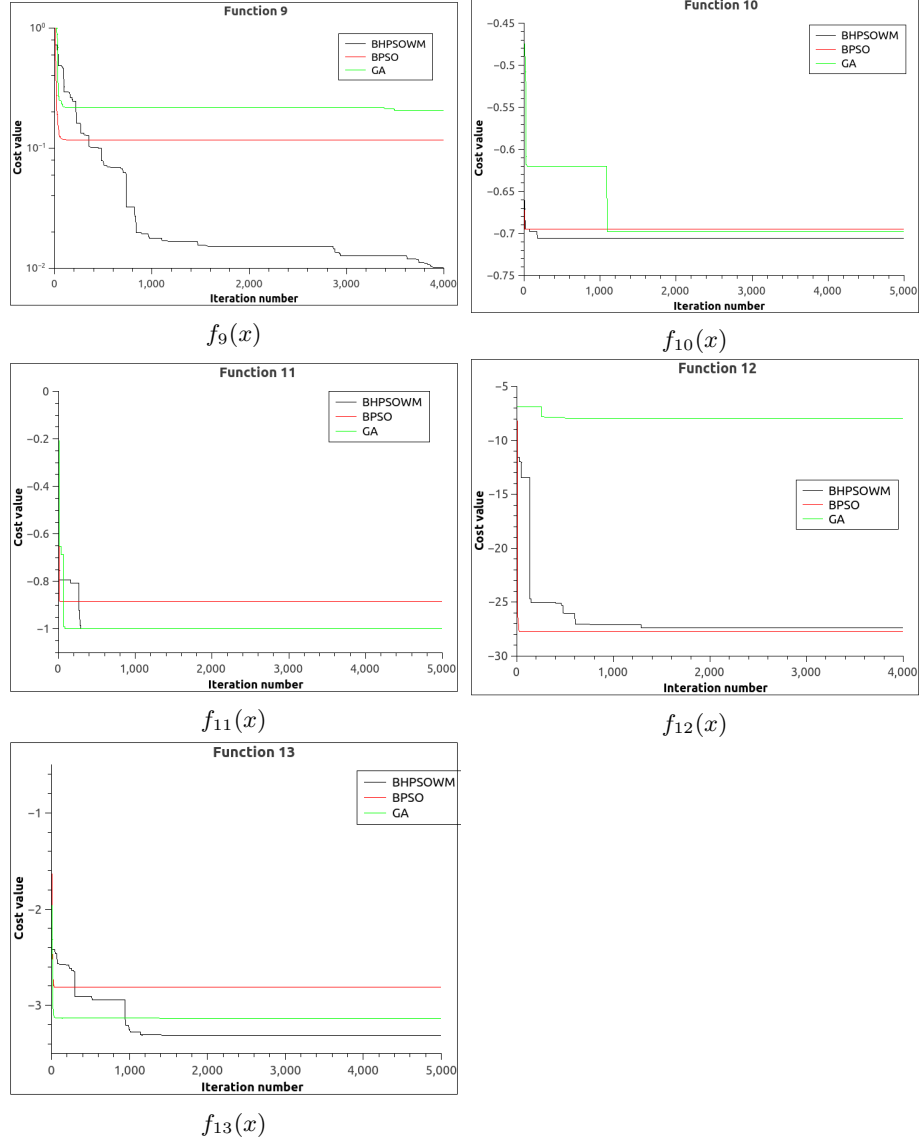 Function 9
BHPSOWM
BPSO
GA
Cost value
10⁰
10⁻¹
10⁻²
0
1,000
2,000
3,000
4,000
Iteration number
f₉(x)
Function 10
BHPSOWM
BPSO
GA
Cost value
−0.45
−0.5
−0.55
−0.6
−0.65
−0.7
−0.75
0
1,000
2,000
3,000
4,000
5,000
Iteration number
f₁₀(x)
Function 11
BHPSOWM
BPSO
GA
Cost value
0
−0.2
−0.4
−0.6
−0.8
−1
0
1,000
2,000
3,000
4,000
5,000
Iteration number
f₁₁(x)
Function 12
BHPSOWM
BPSO
GA
Cost value
−5
−10
−15
−20
−25
−30
0
1,000
2,000
3,000
4,000
Interation number
f₁₂(x)
Function 13
BHPSOWM
BPSO
GA
Cost value
−1
−2
−3
0
1,000
2,000
3,000
4,000
5,000
Iteration number
f₁₃(x)